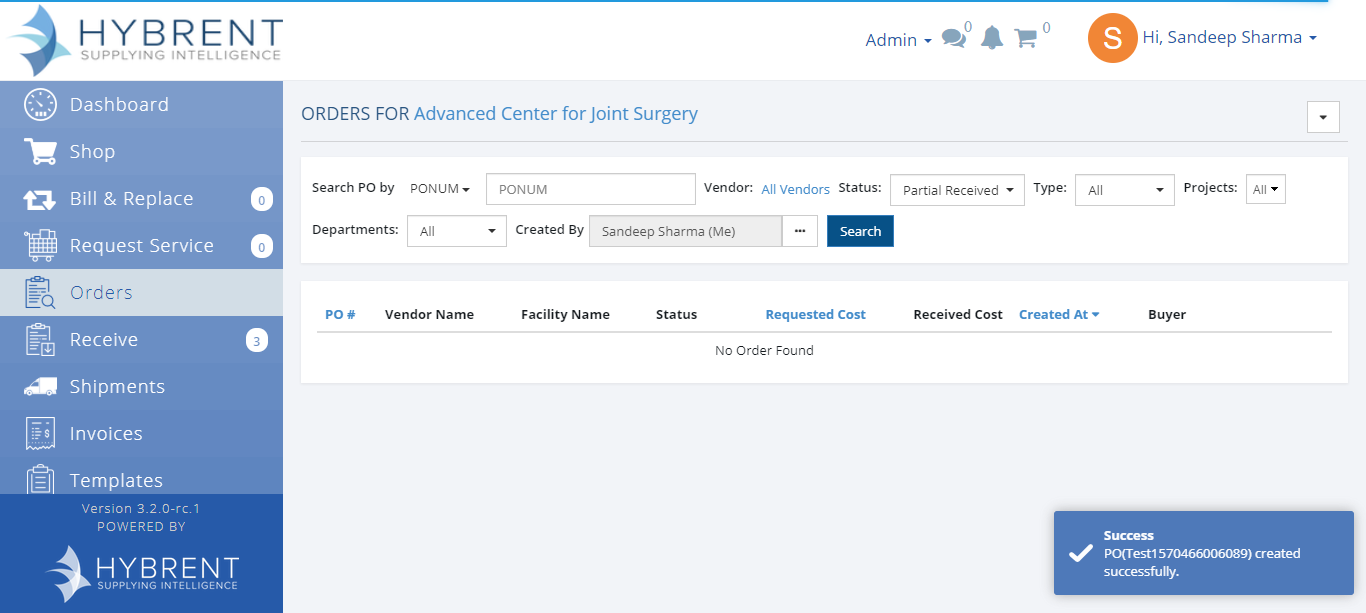 HYBRENT
SUPPLYING INTELLIGENCE
Admin 0 0 S Hi, Sandeep Sharma
Dashboard
Shop
Bill & Replace 0
Request Service 0
Orders
Receive 3
Shipments
Invoices
Templates
Version 3.2.0-rc.1
POWERED BY
HYBRENT
SUPPLYING INTELLIGENCE
ORDERS FOR Advanced Center for Joint Surgery
Search PO by PONUM PONUM Vendor: All Vendors Status: Partial Received Type: All Projects: All
Departments: All Created By Sandeep Sharma (Me) ... Search
PO # Vendor Name Facility Name Status Requested Cost Received Cost Created At Buyer
No Order Found
Success
PO(Test1570466006089) created
successfully.